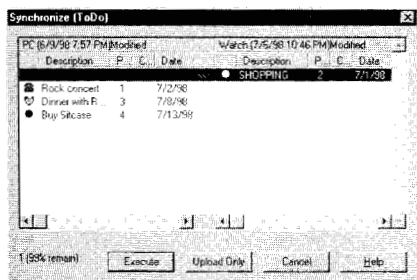 Synchronize (ToDo)
PC (6/9/98 7:57 PM)Modified Watch (7/5/98 10:46 PM)Modified
Description P... C... Date Description P... C... Date
SHOPPING 2 7/1/98
Rock concert 1 7/2/98
Dinner with R... 3 7/8/98
Buy Sitcase 4 7/13/98
1 (99% remain) Execute Upload Only Cancel Help